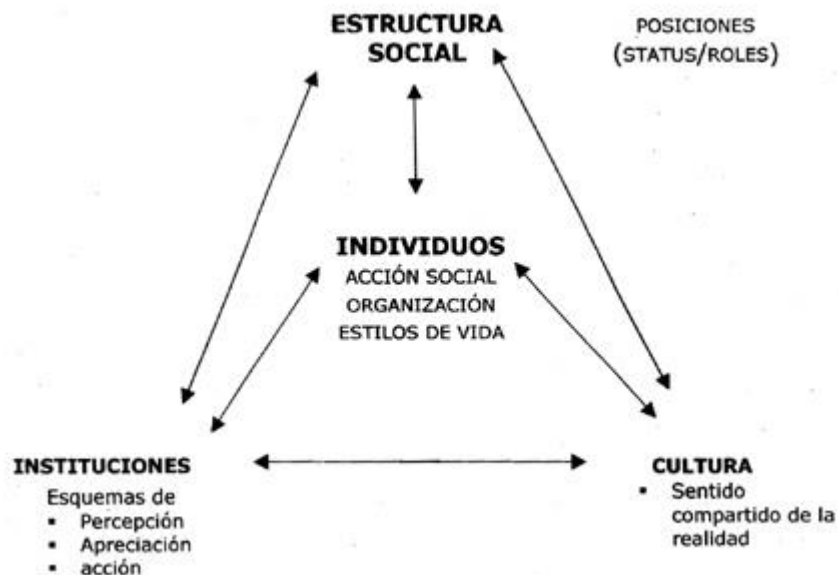 ESTRUCTURA
SOCIAL
POSICIONES
(STATUS/ROLES)
INDIVIDUOS
ACCIÓN SOCIAL
ORGANIZACIÓN
ESTILOS DE VIDA
INSTITUCIONES
Esquemas de
▪ Percepción
▪ Apreciación
▪ acción
CULTURA
▪ Sentido
compartido de la
realidad